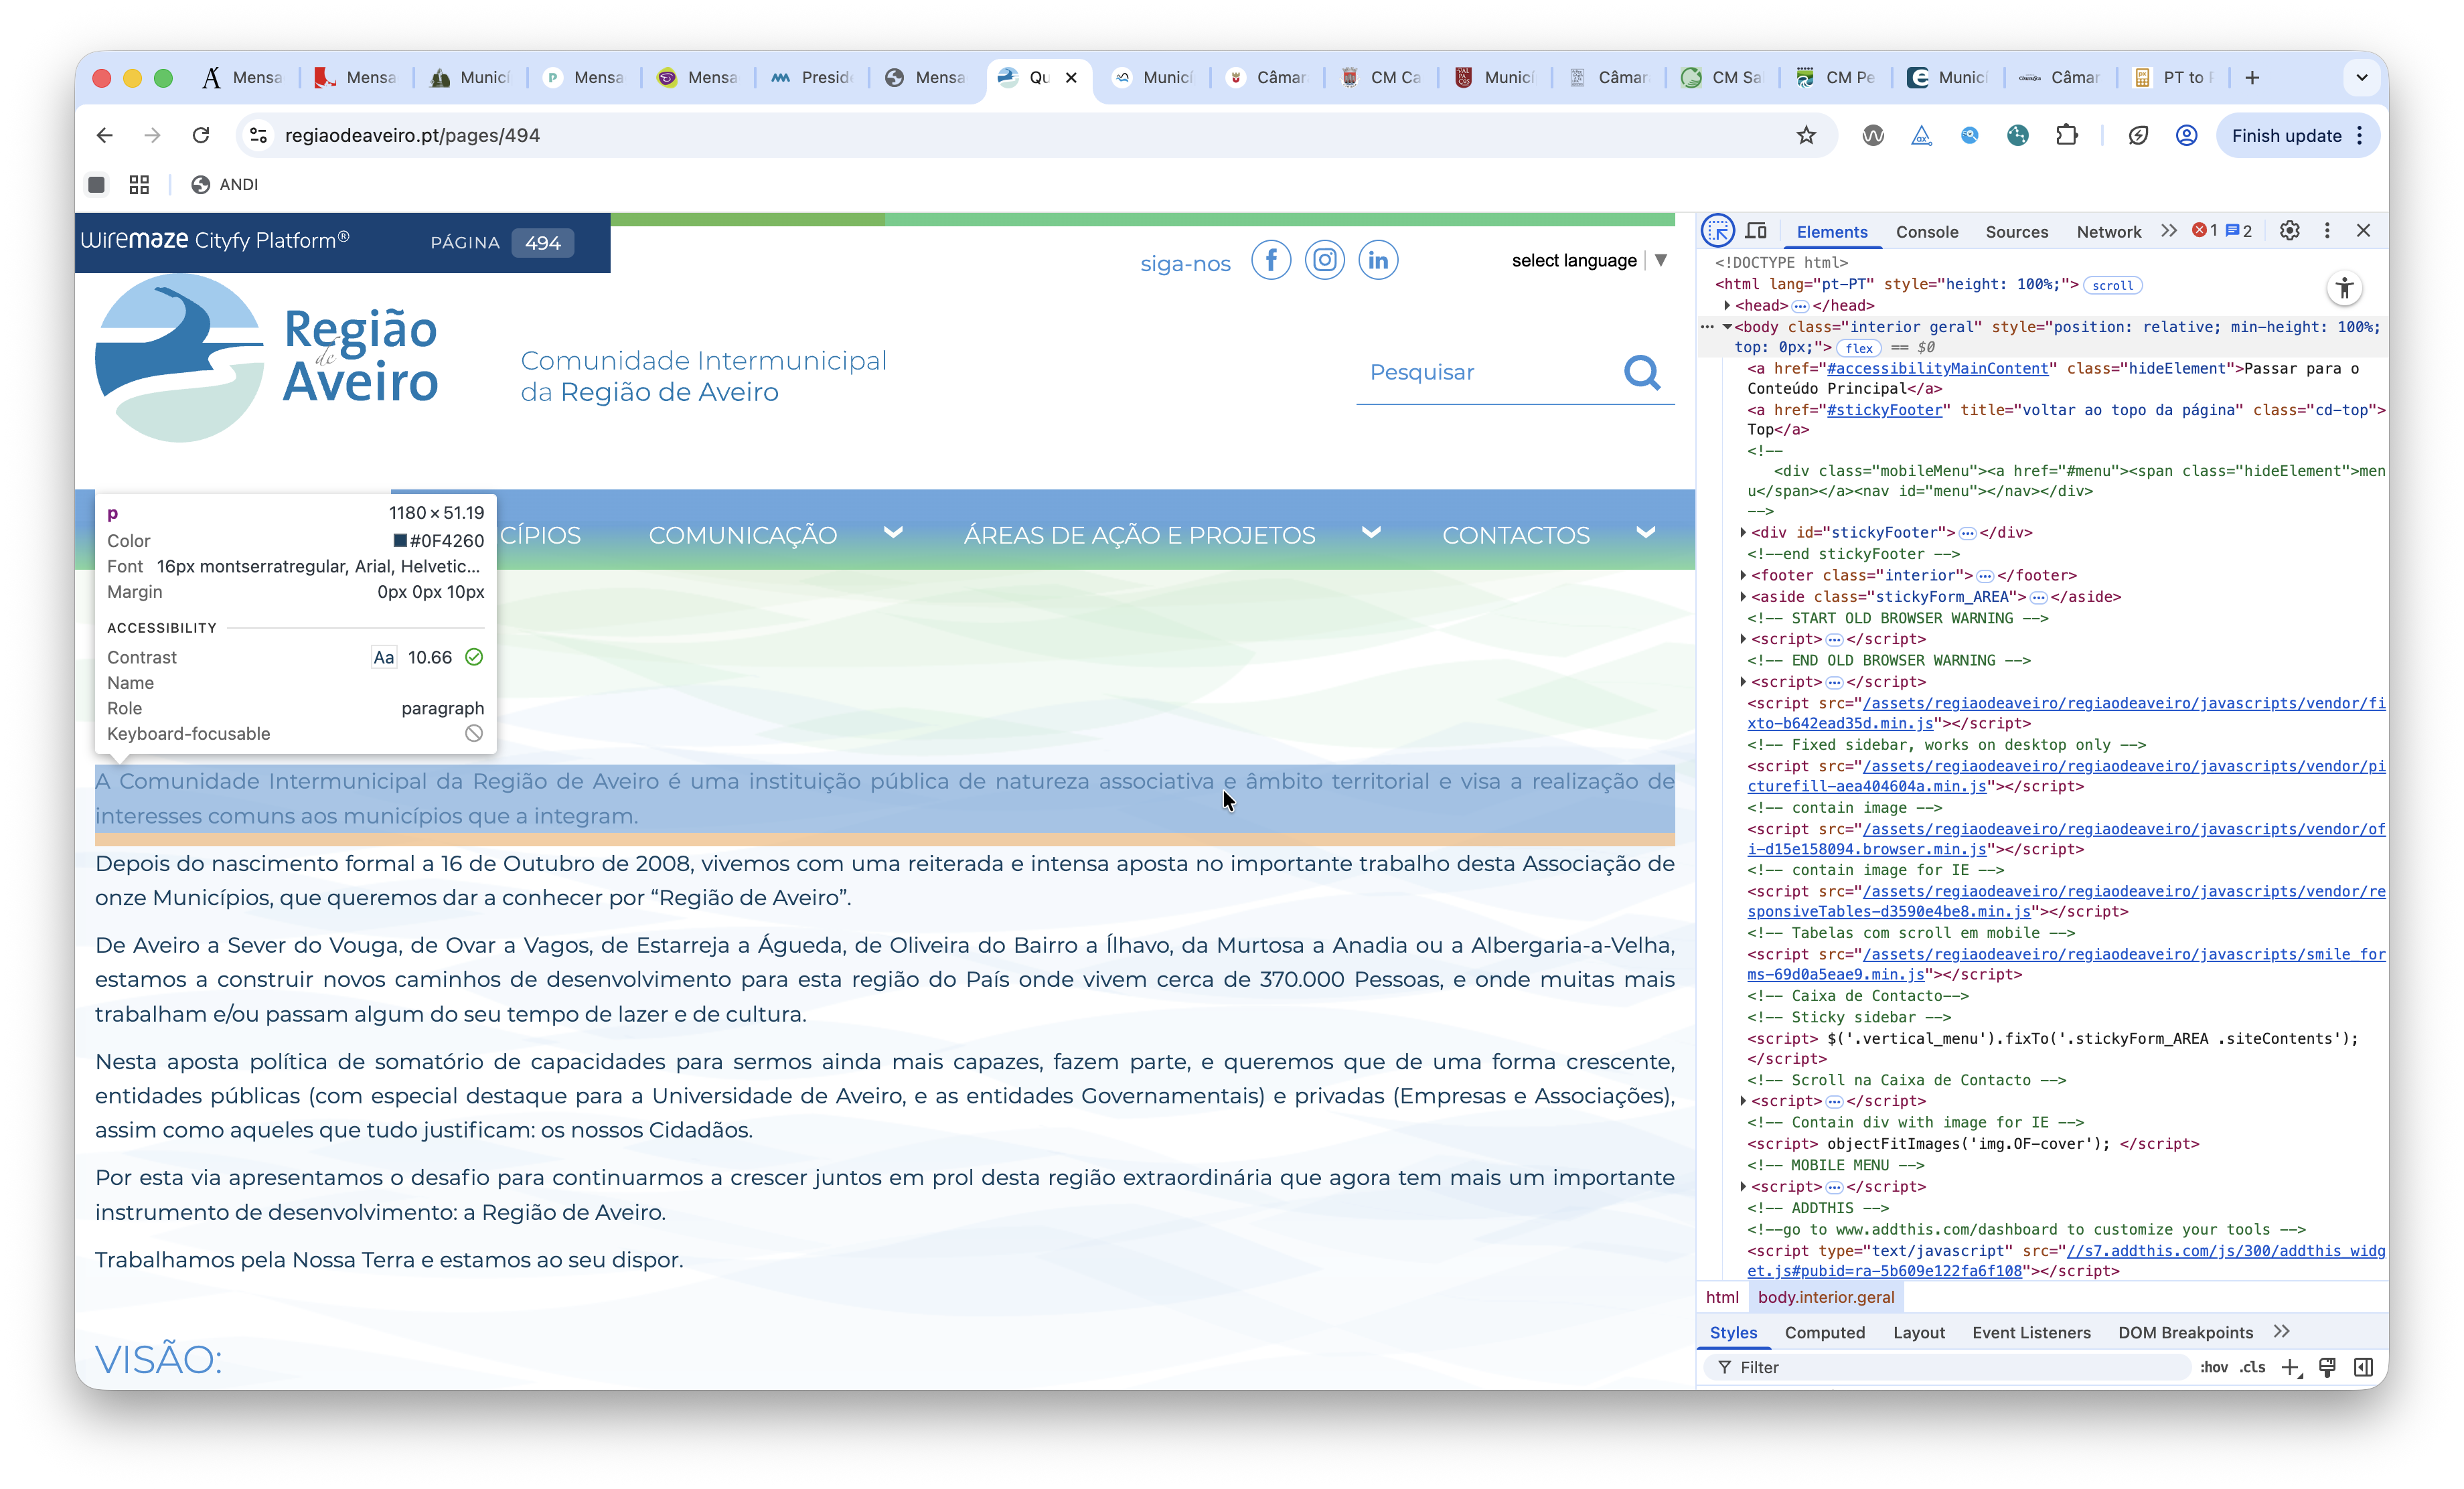 Mensa
Mensa
Municí
Mensa
Mensa
Presid
Mensa
Qu
Municí
Câmar
CM Ca
Municí
Câmar
CM Sa
CM Pe
Municí
Câmar
PT to P
regiaodeaveiro.pt/pages/494
Finish update
ANDI
wiremaze Cityfy Platform®
PÁGINA 494
siga-nos
select language ▼
Região
de
Aveiro
Comunidade Intermunicipal
da Região de Aveiro
Pesquisar
CÍPIOS
COMUNICAÇÃO
ÁREAS DE AÇÃO E PROJETOS
CONTACTOS
p 1180 × 51.19
Color #0F4260
Font 16px montserratregular, Arial, Helvetic...
Margin 0px 0px 10px
ACCESSIBILITY
Contrast Aa 10.66
Name
Role paragraph
Keyboard-focusable
A Comunidade Intermunicipal da Região de Aveiro é uma instituição pública de natureza associativa e âmbito territorial e visa a realização de
interesses comuns aos municípios que a integram.
Depois do nascimento formal a 16 de Outubro de 2008, vivemos com uma reiterada e intensa aposta no importante trabalho desta Associação de
onze Municípios, que queremos dar a conhecer por “Região de Aveiro”.
De Aveiro a Sever do Vouga, de Ovar a Vagos, de Estarreja a Águeda, de Oliveira do Bairro a Ílhavo, da Murtosa a Anadia ou a Albergaria-a-Velha,
estamos a construir novos caminhos de desenvolvimento para esta região do País onde vivem cerca de 370.000 Pessoas, e onde muitas mais
trabalham e/ou passam algum do seu tempo de lazer e de cultura.
Nesta aposta política de somatório de capacidades para sermos ainda mais capazes, fazem parte, e queremos que de uma forma crescente,
entidades públicas (com especial destaque para a Universidade de Aveiro, e as entidades Governamentais) e privadas (Empresas e Associações),
assim como aqueles que tudo justificam: os nossos Cidadãos.
Por esta via apresentamos o desafio para continuarmos a crescer juntos em prol desta região extraordinária que agora tem mais um importante
instrumento de desenvolvimento: a Região de Aveiro.
Trabalhamos pela Nossa Terra e estamos ao seu dispor.
VISÃO:
Elements Console Sources Network 1 2
<!DOCTYPE html>
<html lang="pt-PT" style="height: 100%;"> scroll
<head> ... </head>
<body class="interior geral" style="position: relative; min-height: 100%;
top: 0px;"> flex == $0
<a href="#accessibilityMainContent" class="hideElement">Passar para o
Conteúdo Principal</a>
<a href="#stickyFooter" title="voltar ao topo da página" class="cd-top">
Top</a>
<!--
<div class="mobileMenu"><a href="#menu"><span class="hideElement">men
u</span></a><nav id="menu"></nav></div>
-->
<div id="stickyFooter"> ... </div>
<!--end stickyFooter -->
<footer class="interior"> ... </footer>
<aside class="stickyForm_AREA"> ... </aside>
<!-- START OLD BROWSER WARNING -->
<script> ... </script>
<!-- END OLD BROWSER WARNING -->
<script> ... </script>
<script src="/assets/regiaodeaveiro/regiaodeaveiro/javascripts/vendor/fi
xto-b642ead35d.min.js"></script>
<!-- Fixed sidebar, works on desktop only -->
<script src="/assets/regiaodeaveiro/regiaodeaveiro/javascripts/vendor/pi
cturefill-aea404604a.min.js"></script>
<!-- contain image -->
<script src="/assets/regiaodeaveiro/regiaodeaveiro/javascripts/vendor/of
i-d15e158094.browser.min.js"></script>
<!-- contain image for IE -->
<script src="/assets/regiaodeaveiro/regiaodeaveiro/javascripts/vendor/re
sponsiveTables-d3590e4be8.min.js"></script>
<!-- Tabelas com scroll em mobile -->
<script src="/assets/regiaodeaveiro/regiaodeaveiro/javascripts/smile_for
ms-69d0a5eae9.min.js"></script>
<!-- Caixa de Contacto-->
<!-- Sticky sidebar -->
<script> $('.vertical_menu').fixTo('.stickyForm_AREA .siteContents');
</script>
<!-- Scroll na Caixa de Contacto -->
<script> ... </script>
<!-- Contain div with image for IE -->
<script> objectFitImages('img.OF-cover'); </script>
<!-- MOBILE MENU -->
<script> ... </script>
<!-- ADDTHIS -->
<!--go to www.addthis.com/dashboard to customize your tools -->
<script type="text/javascript" src="//s7.addthis.com/js/300/addthis_widg
et.js#pubid=ra-5b609e122fa6f108"></script>
html body.interior.geral
Styles Computed Layout Event Listeners DOM Breakpoints
Filter :hov .cls